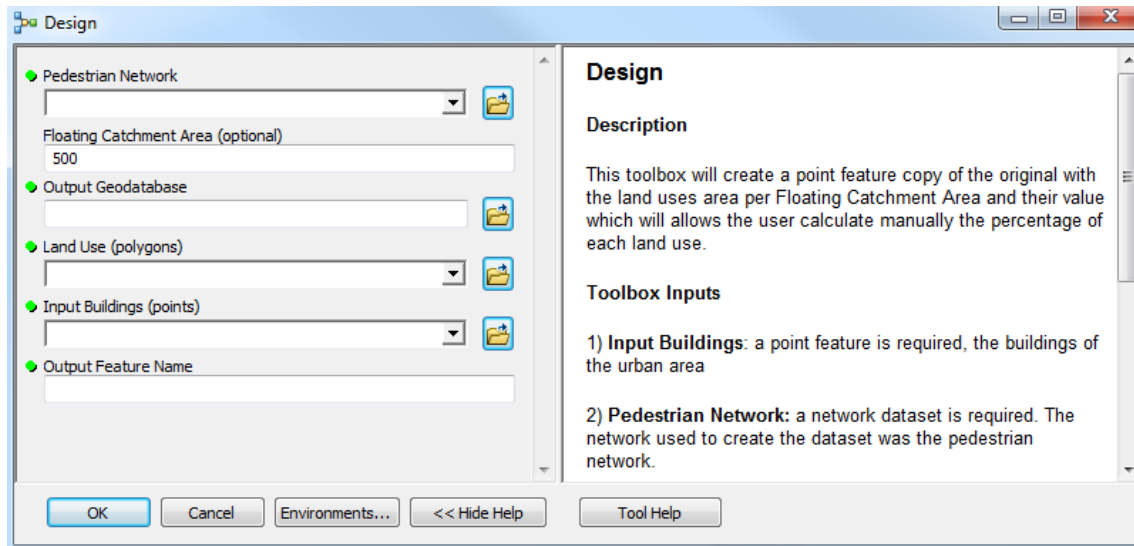 Design
Pedestrian Network
Floating Catchment Area (optional)
500
Output Geodatabase
Land Use (polygons)
Input Buildings (points)
Output Feature Name
Design
Description
This toolbox will create a point feature copy of the original with
the land uses area per Floating Catchment Area and their value
which will allows the user calculate manually the percentage of
each land use.
Toolbox Inputs
1) Input Buildings: a point feature is required, the buildings of
the urban area
2) Pedestrian Network: a network dataset is required. The
network used to create the dataset was the pedestrian
network.
OK
Cancel
Environments...
<< Hide Help
Tool Help